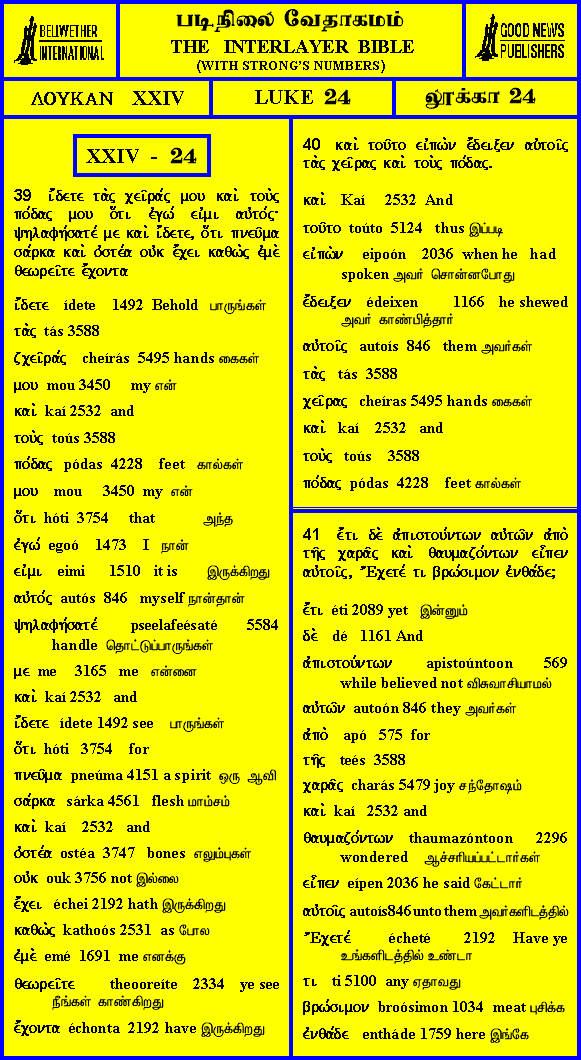 BELLWETHER
INTERNATIONAL
படிநிலை வேதாகமம்
THE INTERLAYER BIBLE
(WITH STRONG'S NUMBERS)
GOOD NEWS
PUBLISHERS
ΛΟΥΚΑΝ XXIV
LUKE 24
லூக்கா 24
XXIV - 24
39 ἴδετε τὰς χεῖράς μου καὶ τοὺς
πόδας μου ὅτι ἐγώ εἰμι αὐτός·
ψηλαφήσατέ με καὶ ἴδετε, ὅτι πνεῦμα
σάρκα καὶ ὀστέα οὐκ ἔχει καθὼς ἐμὲ
θεωρεῖτε ἔχοντα
ἴδετε ídete 1492 Behold பாருங்கள்
τὰς tás 3588
ζχεῖράς cheírás 5495 hands கைகள்
μου mou 3450 my என்
καὶ kaí 2532 and
τοὺς toús 3588
πόδας pódas 4228 feet கால்கள்
μου mou 3450 my என்
ὅτι hóti 3754 that அந்த
ἐγώ egoó 1473 I நான்
εἰμι eimi 1510 it is இருக்கிறது
αὐτός autós 846 myself நான்தான்
ψηλαφήσατέ pseelafeésaté 5584
handle தொட்டுப்பாருங்கள்
με me 3165 me என்னை
καὶ kaí 2532 and
ἴδετε ídete 1492 see பாருங்கள்
ὅτι hóti 3754 for
πνεῦμα pneúma 4151 a spirit ஒரு ஆவி
σάρκα sárka 4561 flesh மாம்சம்
καὶ kaí 2532 and
ὀστέα ostéa 3747 bones எலும்புகள்
οὐκ ouk 3756 not இல்லை
ἔχει échei 2192 hath இருக்கிறது
καθὼς kathoós 2531 as போல
ἐμὲ emé 1691 me எனக்கு
θεωρεῖτε theooreíte 2334 ye see
நீங்கள் காண்கிறது
ἔχοντα échonta 2192 have இருக்கிறது
40 καὶ τοῦτο εἰπὼν ἔδειξεν αὐτοῖς
τὰς χεῖρας καὶ τοὺς πόδας.
καὶ Kaí 2532 And
τοῦτο toúto 5124 thus இப்படி
εἰπὼν eipoón 2036 when he had
spoken அவர் சொன்னபோது
ἔδειξεν édeixen 1166 he shewed
அவர் காண்பித்தார்
αὐτοῖς autoís 846 them அவர்கள்
τὰς tás 3588
χεῖρας cheíras 5495 hands கைகள்
καὶ kaí 2532 and
τοὺς toús 3588
πόδας pódas 4228 feet கால்கள்
41 ἔτι δὲ ἀπιστούντων αὐτῶν ἀπὸ
τῆς χαρᾶς καὶ θαυμαζόντων εἶπεν
αὐτοῖς, Ἔχετέ τι βρώσιμον ἐνθάδε;
ἔτι éti 2089 yet இன்னும்
δὲ dé 1161 And
ἀπιστούντων apistoúntoon 569
while believed not விசுவாசியாமல்
αὐτῶν autoón 846 they அவர்கள்
ἀπὸ apó 575 for
τῆς teés 3588
χαρᾶς charás 5479 joy சந்தோஷம்
καὶ kaí 2532 and
θαυμαζόντων thaumazóntoon 2296
wondered ஆச்சரியப்பட்டார்கள்
εἶπεν eípen 2036 he said கேட்டார்
αὐτοῖς autoís846 unto them அவர்களிடத்தில்
Ἔχετέ écheté 2192 Have ye
உங்களிடத்தில் உண்டா
τι ti 5100 any ஏதாவது
βρώσιμον broósimon 1034 meat புசிக்க
ἐνθάδε entháde 1759 here இங்கே